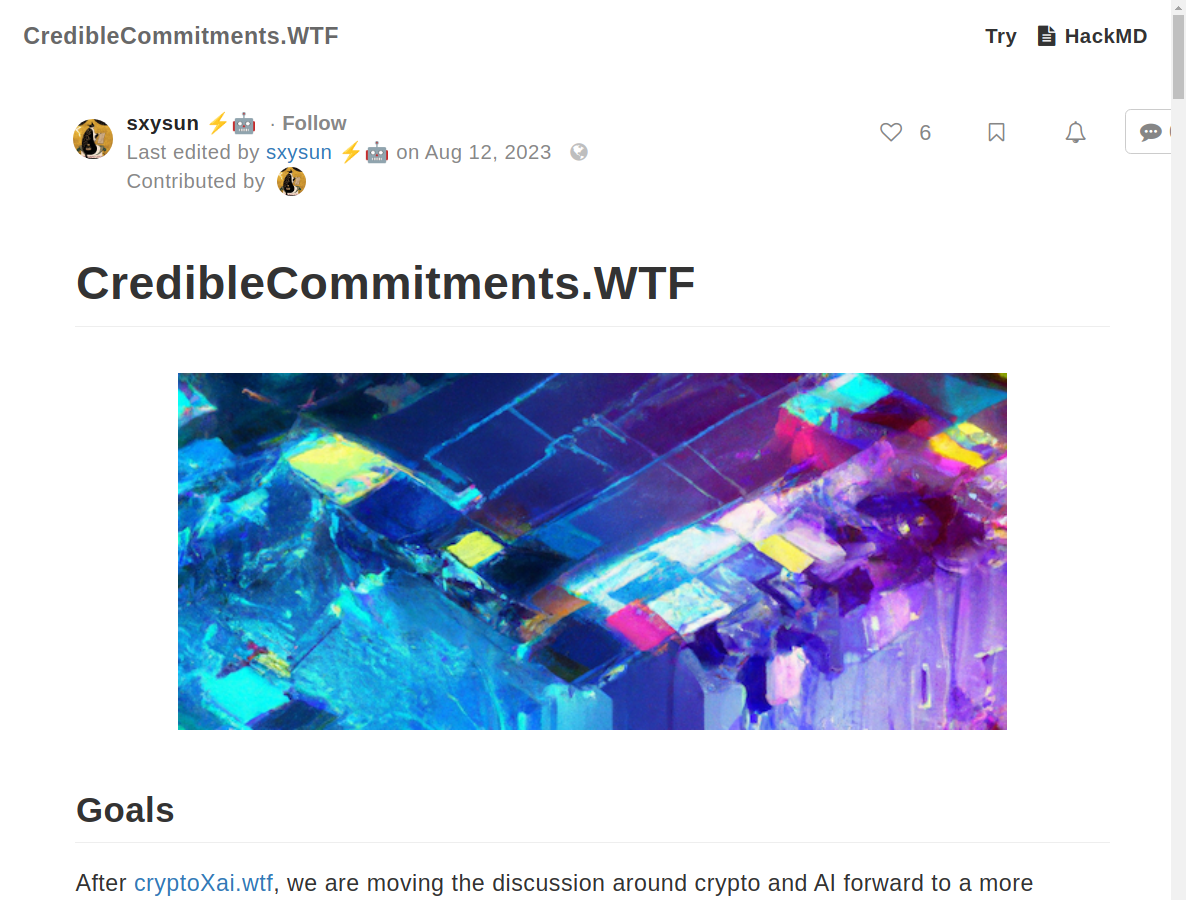 CredibleCommitments.WTF
Try HackMD
sxysun ⚡🤖 · Follow
6
Last edited by sxysun ⚡🤖 on Aug 12, 2023
Contributed by
CredibleCommitments.WTF
Goals
After cryptoXai.wtf, we are moving the discussion around crypto and AI forward to a more